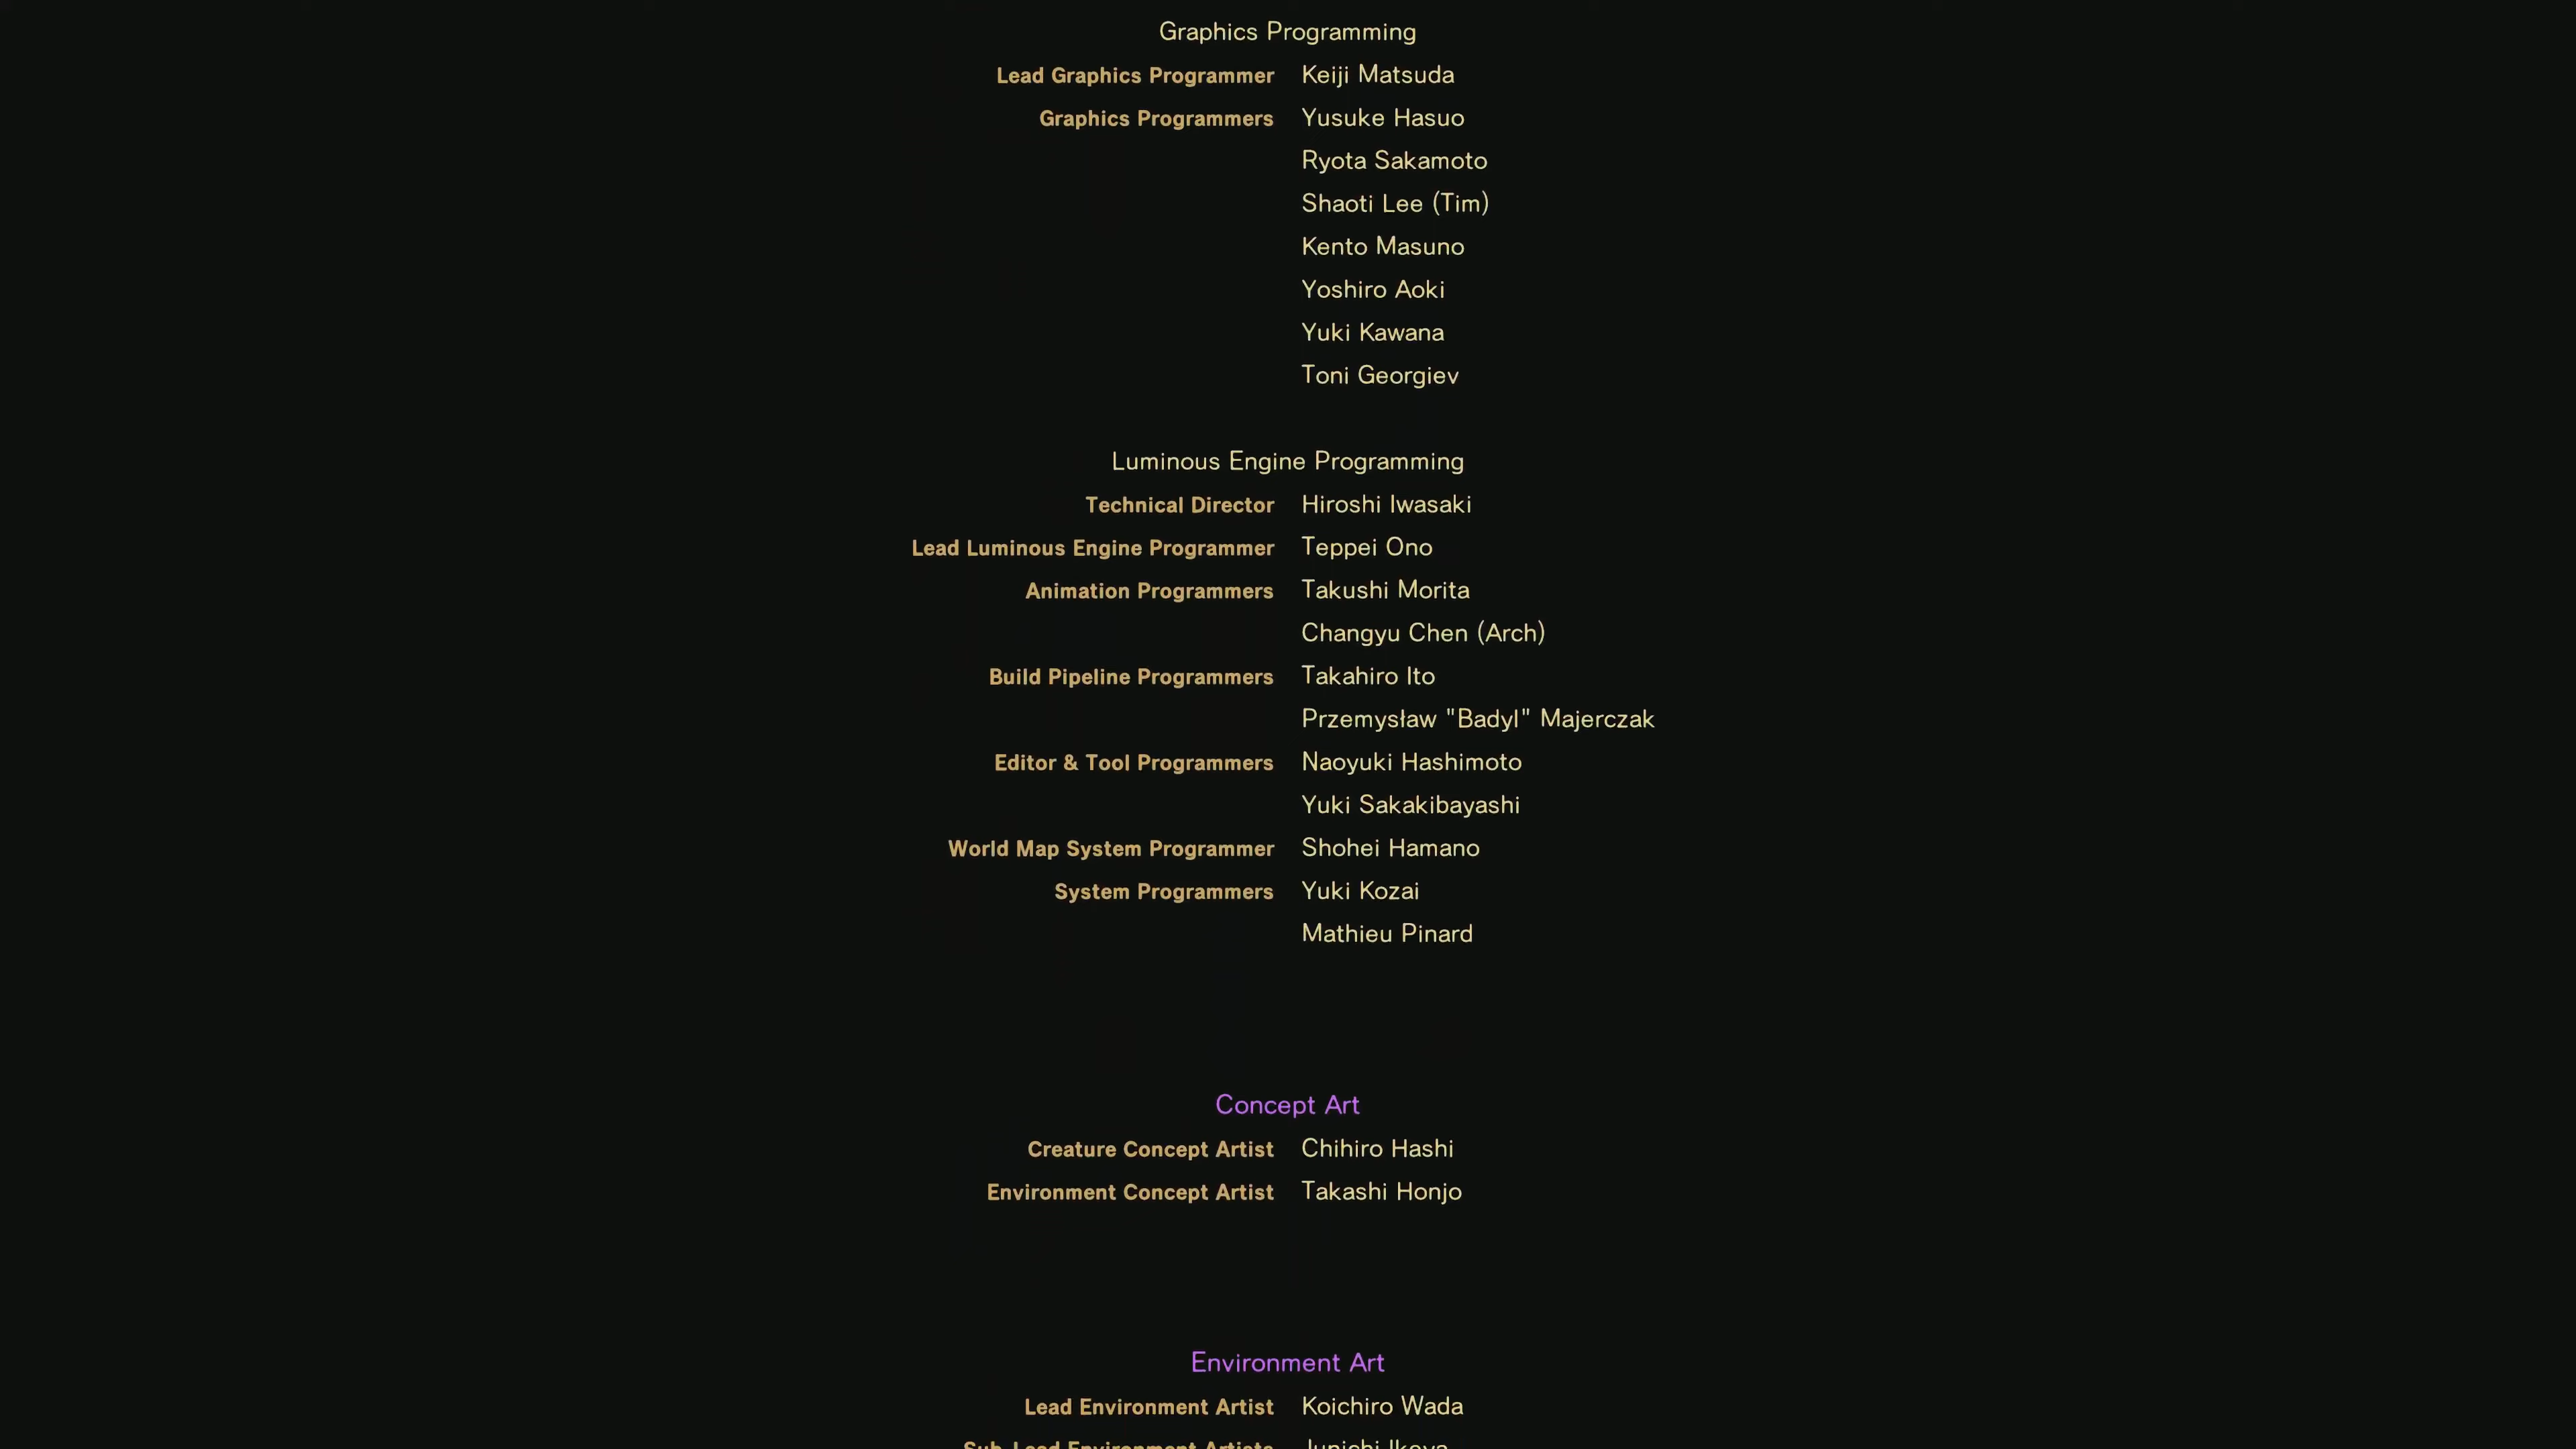 Graphics Programming
Lead Graphics Programmer Keiji Matsuda
Graphics Programmers Yusuke Hasuo
Ryota Sakamoto
Shaoti Lee (Tim)
Kento Masuno
Yoshiro Aoki
Yuki Kawana
Toni Georgiev
Luminous Engine Programming
Technical Director Hiroshi Iwasaki
Lead Luminous Engine Programmer Teppei Ono
Animation Programmers Takushi Morita
Changyu Chen (Arch)
Build Pipeline Programmers Takahiro Ito
Przemysław "Badyl" Majerczak
Editor & Tool Programmers Naoyuki Hashimoto
Yuki Sakakibayashi
World Map System Programmer Shohei Hamano
System Programmers Yuki Kozai
Mathieu Pinard
Concept Art
Creature Concept Artist Chihiro Hashi
Environment Concept Artist Takashi Honjo
Environment Art
Lead Environment Artist Koichiro Wada
Sub-Lead Environment Artists